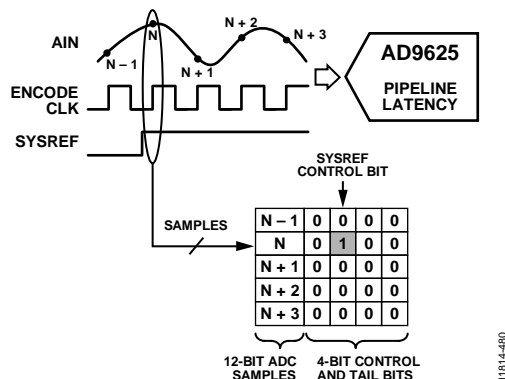 AIN
N – 1
N
N + 1
N + 2
N + 3
AD9625
PIPELINE
LATENCY
ENCODE
CLK
SYSREF
SYSREF
CONTROL BIT
SAMPLES
N – 1 0 0 0 0
N 0 1 0 0
N + 1 0 0 0 0
N + 2 0 0 0 0
N + 3 0 0 0 0
12-BIT ADC
SAMPLES
4-BIT CONTROL
AND TAIL BITS
11814-480